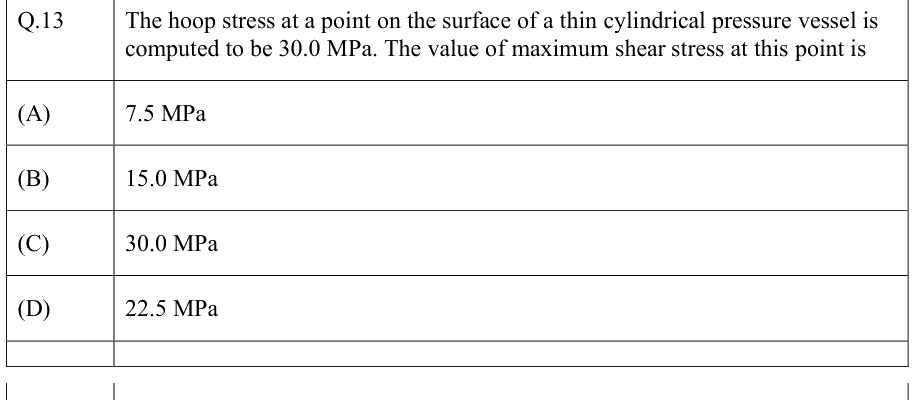 Q.13
The hoop stress at a point on the surface of a thin cylindrical pressure vessel is
computed to be 30.0 MPa. The value of maximum shear stress at this point is
(A)
7.5 MPa
(B)
15.0 MPa
(C)
30.0 MPa
(D)
22.5 MPa